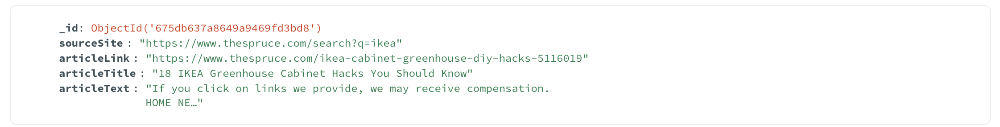 _id: ObjectId('675db637a8649a9469fd3bd8')
sourceSite : "https://www.thespruce.com/search?q=ikea"
articleLink : "https://www.thespruce.com/ikea-cabinet-greenhouse-diy-hacks-5116019"
articleTitle : "18 IKEA Greenhouse Cabinet Hacks You Should Know"
articleText : "If you click on links we provide, we may receive compensation.
HOME NE…"